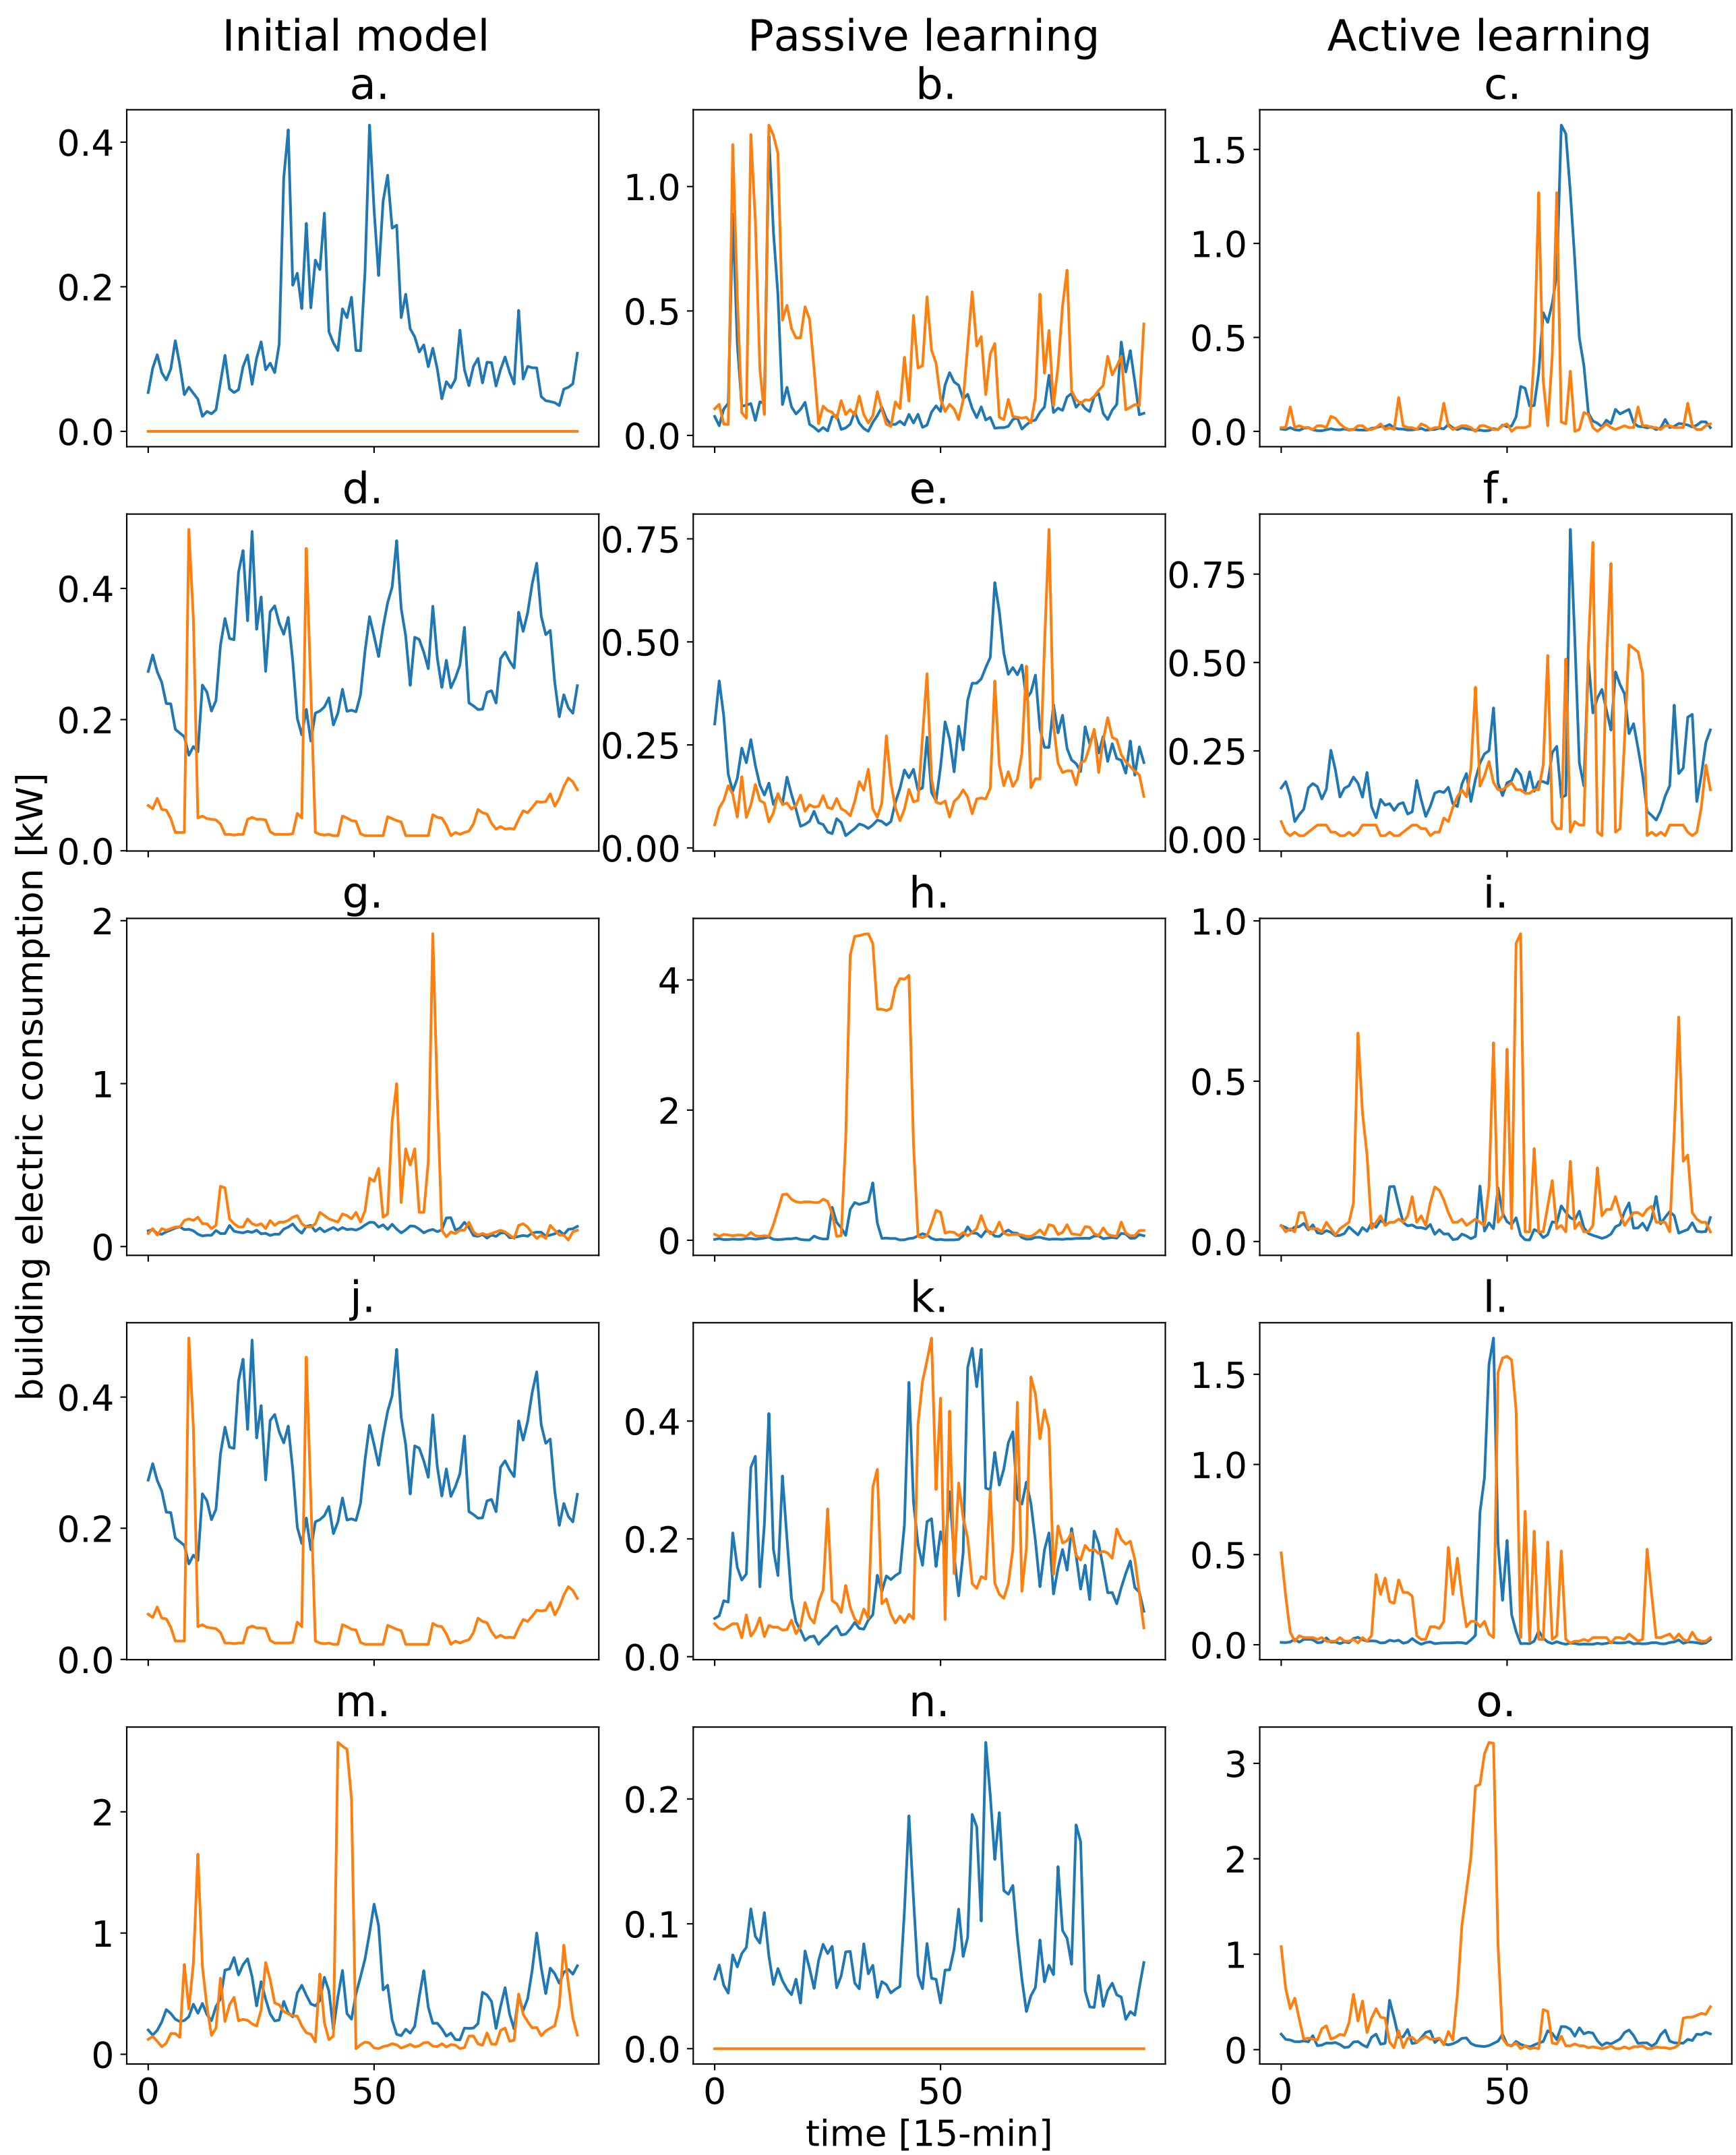 Initial model
Passive learning
Active learning
a.
b.
c.
0.4
0.2
0.0
1.0
0.5
0.0
1.5
1.0
0.5
0.0
d.
e.
f.
0.4
0.2
0.0
0.75
0.50
0.25
0.00
0.75
0.50
0.25
0.00
building electric consumption [kW]
g.
h.
i.
2
1
0
4
2
0
1.0
0.5
0.0
j.
k.
l.
0.4
0.2
0.0
0.4
0.2
0.0
1.5
1.0
0.5
0.0
m.
n.
o.
2
1
0
0.2
0.1
0.0
3
2
1
0
0 50
0 50
0 50
time [15-min]